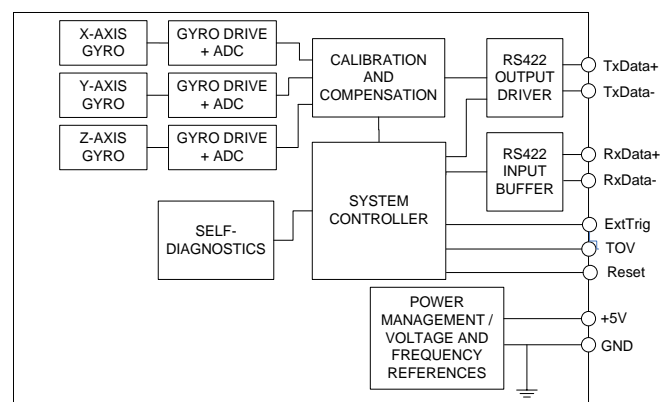 X-AXIS
GYRO
GYRO DRIVE
+ ADC
Y-AXIS
GYRO
GYRO DRIVE
+ ADC
Z-AXIS
GYRO
GYRO DRIVE
+ ADC
CALIBRATION
AND
COMPENSATION
RS422
OUTPUT
DRIVER
TxData+
TxData-
RS422
INPUT
BUFFER
RxData+
RxData-
SYSTEM
CONTROLLER
SELF-
DIAGNOSTICS
ExtTrig
TOV
Reset
POWER
MANAGEMENT /
VOLTAGE AND
FREQUENCY
REFERENCES
+5V
GND